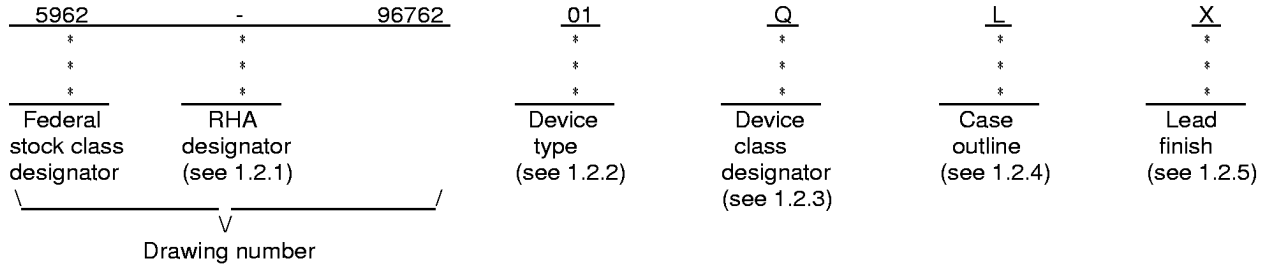 5962 - 96762 01 Q L X
* * * * * *
* * * * * *
* * * * * *
Federal RHA Device Device Case Lead
stock class designator type class outline finish
designator (see 1.2.1) (see 1.2.2) designator (see 1.2.4) (see 1.2.5)
(see 1.2.3)
\ /
\/
Drawing number